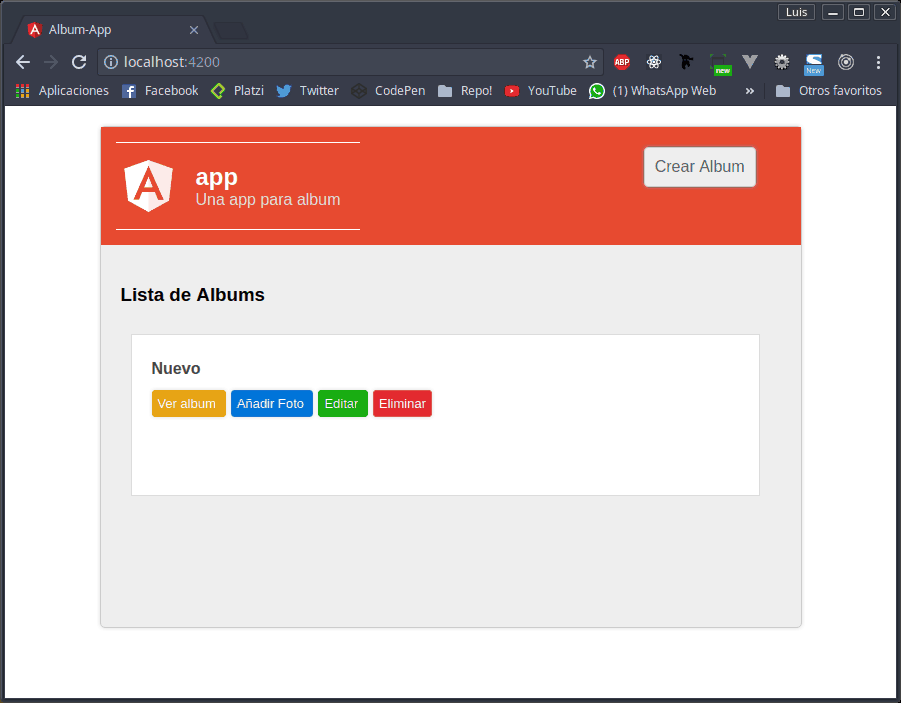 Luis
Album-App
localhost:4200
ABP
new
New
Aplicaciones
Facebook
Platzi
Twitter
CodePen
Repo!
YouTube
(1) WhatsApp Web
»
Otros favoritos
app
Una app para album
Crear Album
Lista de Albums
Nuevo
Ver album
Añadir Foto
Editar
Eliminar